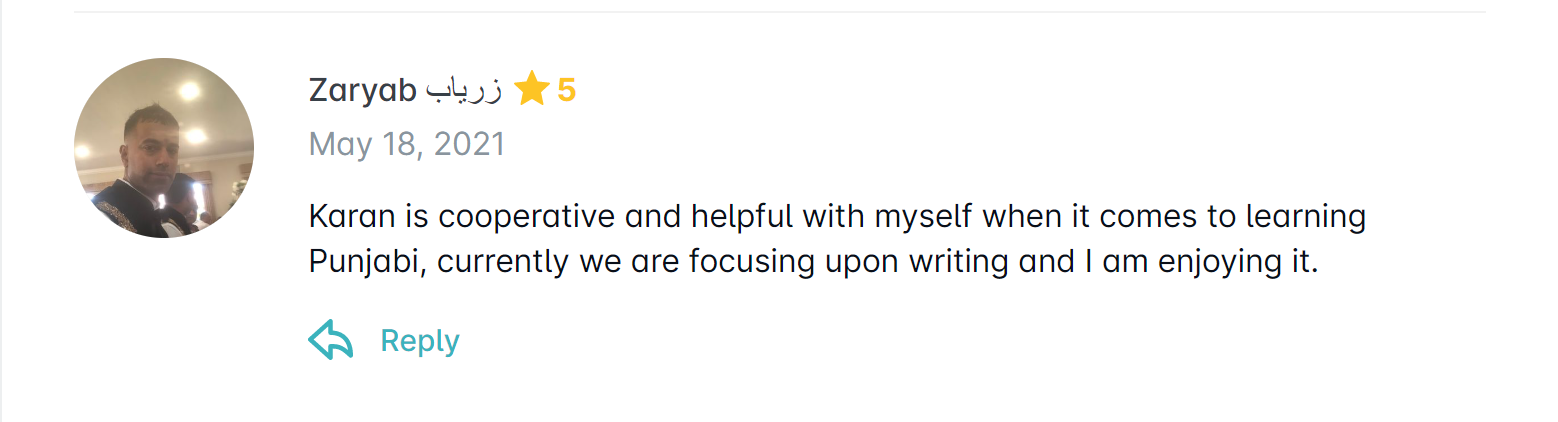 Zaryab زریاب 5
May 18, 2021
Karan is cooperative and helpful with myself when it comes to learning
Punjabi, currently we are focusing upon writing and I am enjoying it.
Reply